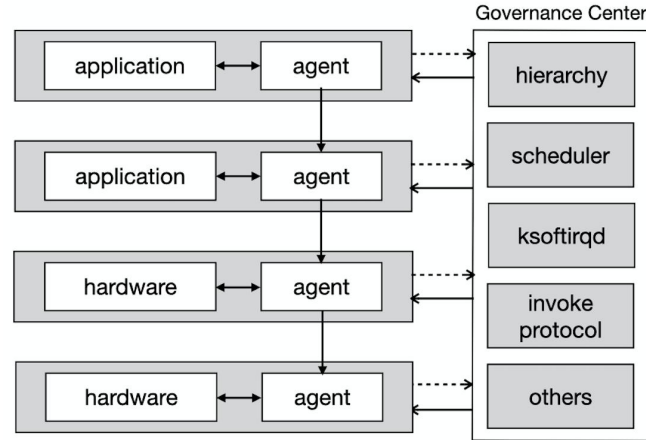 Governance Center
application
agent
hierarchy
application
agent
scheduler
ksoftirqd
hardware
agent
invoke
protocol
hardware
agent
others